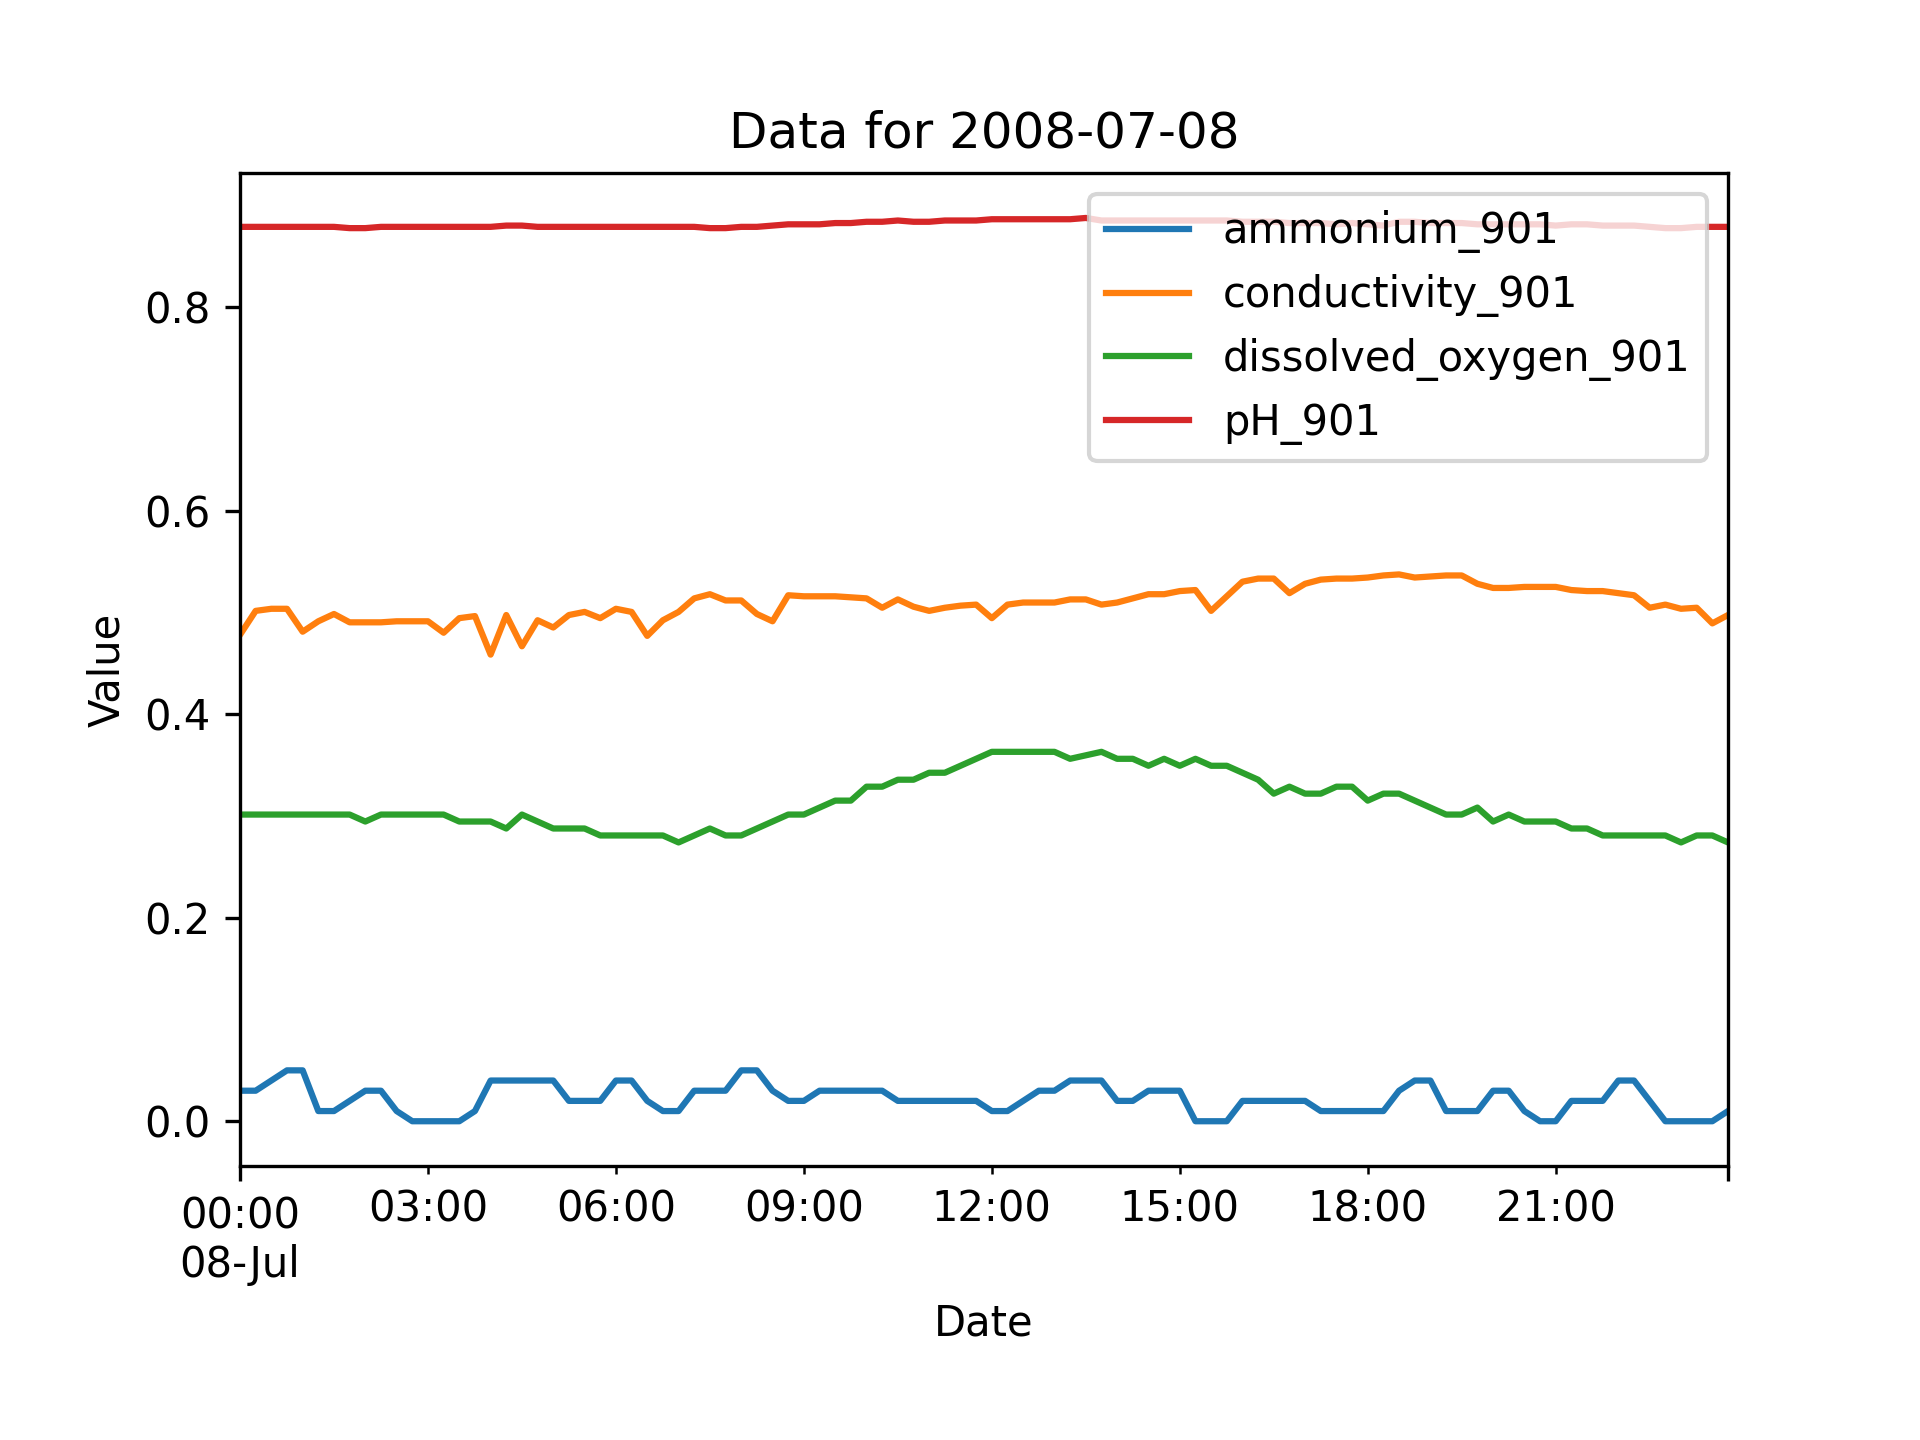 Data for 2008-07-08
ammonium_901
conductivity_901
dissolved_oxygen_901
pH_901
Value
0.8
0.6
0.4
0.2
0.0
00:00 03:00 06:00 09:00 12:00 15:00 18:00 21:00
08-Jul
Date